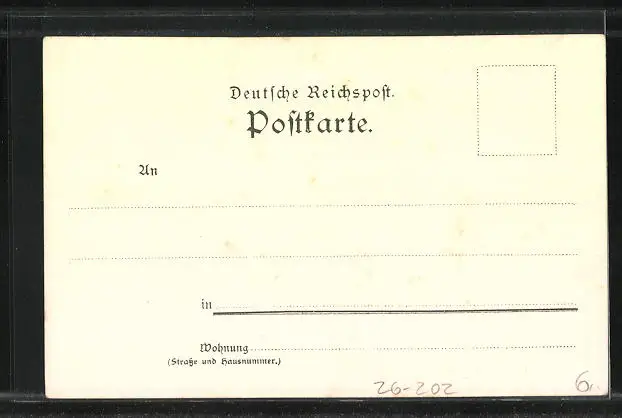 Deutsche Reichspost.
Postkarte.
An
in
Wohnung
(Straße und Hausnummer.)
26-202
6.